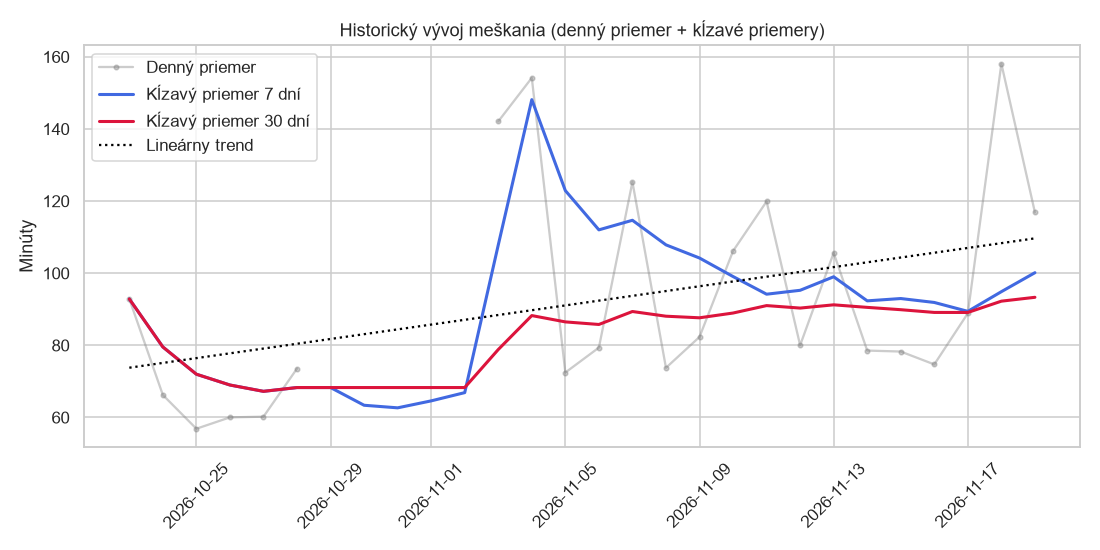 Historický vývoj meškania (denný priemer + kĺzavé priemery)
160
140
120
100
80
60
Minúty
Denný priemer
Kĺzavý priemer 7 dní
Kĺzavý priemer 30 dní
Lineárny trend
2026-10-25
2026-10-29
2026-11-01
2026-11-05
2026-11-09
2026-11-13
2026-11-17